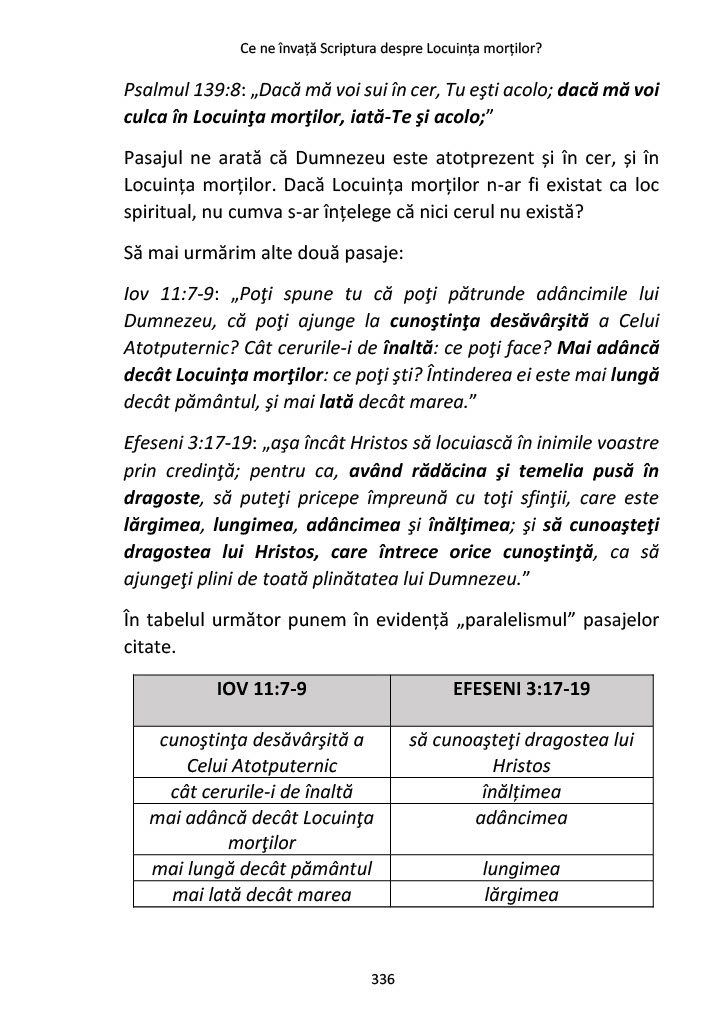 Ce ne învață Scriptura despre Locuința morților?
Psalmul 139:8: „Dacă mă voi sui în cer, Tu eşti acolo; dacă mă voi
culca în Locuinţa morţilor, iată-Te şi acolo;”
Pasajul ne arată că Dumnezeu este atotprezent și în cer, și în
Locuința morților. Dacă Locuința morților n-ar fi existat ca loc
spiritual, nu cumva s-ar înțelege că nici cerul nu există?
Să mai urmărim alte două pasaje:
Iov 11:7-9: „Poţi spune tu că poţi pătrunde adâncimile lui
Dumnezeu, că poţi ajunge la cunoştinţa desăvârşită a Celui
Atotputernic? Cât cerurile-i de înaltă: ce poţi face? Mai adâncă
decât Locuinţa morţilor: ce poţi şti? Întinderea ei este mai lungă
decât pământul, şi mai lată decât marea.”
Efeseni 3:17-19: „aşa încât Hristos să locuiască în inimile voastre
prin credinţă; pentru ca, având rădăcina şi temelia pusă în
dragoste, să puteţi pricepe împreună cu toţi sfinţii, care este
lărgimea, lungimea, adâncimea şi înălţimea; şi să cunoaşteţi
dragostea lui Hristos, care întrece orice cunoştinţă, ca să
ajungeţi plini de toată plinătatea lui Dumnezeu.”
În tabelul următor punem în evidență „paralelismul” pasajelor
citate.
IOV 11:7-9 EFESENI 3:17-19
cunoştinţa desăvârşită a să cunoaşteţi dragostea lui
Celui Atotputernic Hristos
cât cerurile-i de înaltă înălțimea
mai adâncă decât Locuinţa adâncimea
morţilor
mai lungă decât pământul lungimea
mai lată decât marea lărgimea
336